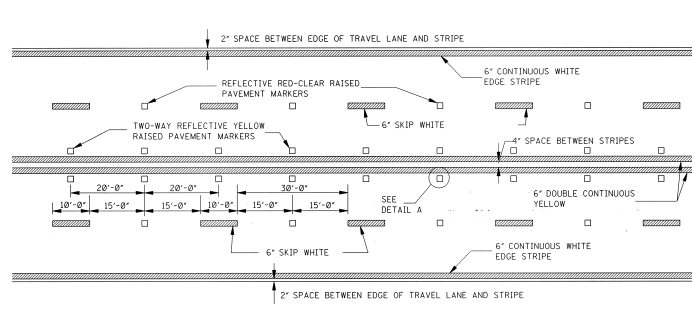 2" SPACE BETWEEN EDGE OF TRAVEL LANE AND STRIPE
6" CONTINUOUS WHITE
EDGE STRIPE
REFLECTIVE RED-CLEAR RAISED
PAVEMENT MARKERS
6" SKIP WHITE
TWO-WAY REFLECTIVE YELLOW
RAISED PAVEMENT MARKERS
4" SPACE BETWEEN STRIPES
20'-0" 20'-0" 30'-0"
10'-0" 15'-0" 15'-0" 10'-0" 15'-0" 15'-0"
SEE
DETAIL A
6" DOUBLE CONTINUOUS
YELLOW
6" SKIP WHITE
6" CONTINUOUS WHITE
EDGE STRIPE
2" SPACE BETWEEN EDGE OF TRAVEL LANE AND STRIPE